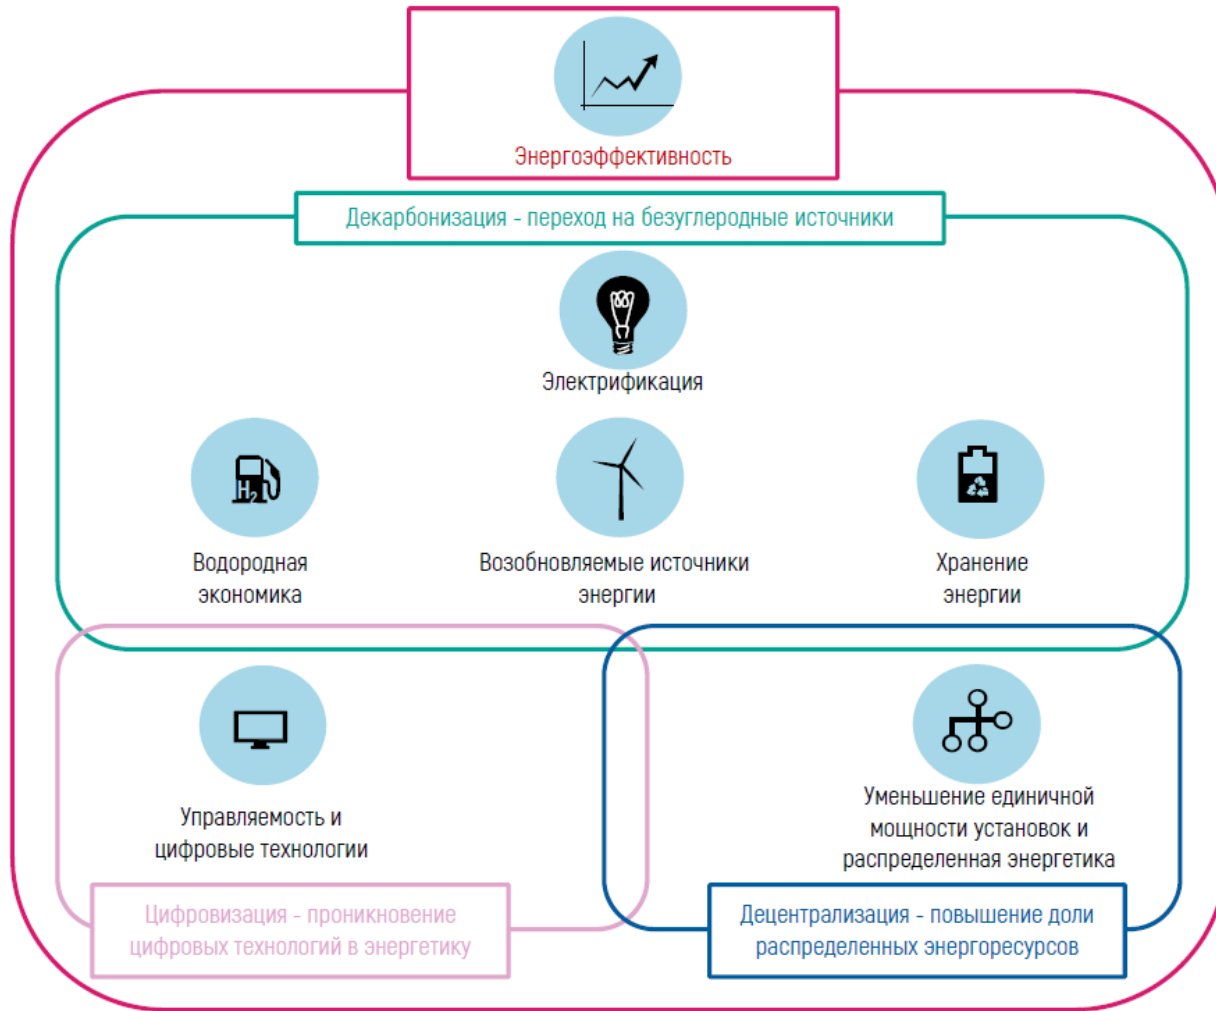 Энергоэффективность
Декарбонизация - переход на безуглеродные источники
Электрификация
H2
Водородная
экономика
Возобновляемые источники
энергии
Хранение
энергии
Управляемость и
цифровые технологии
Уменьшение единичной
мощности установок и
распределенная энергетика
Цифровизация - проникновение
цифровых технологий в энергетику
Децентрализация - повышение доли
распределенных энергоресурсов